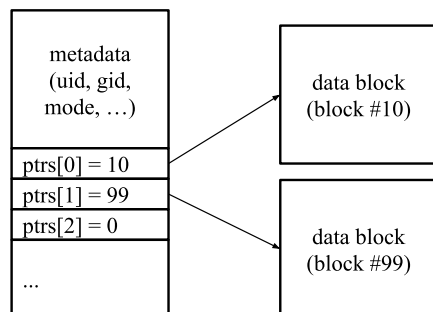 metadata
(uid, gid,
mode, …)
ptrs[0] = 10
ptrs[1] = 99
ptrs[2] = 0
...
data block
(block #10)
data block
(block #99)